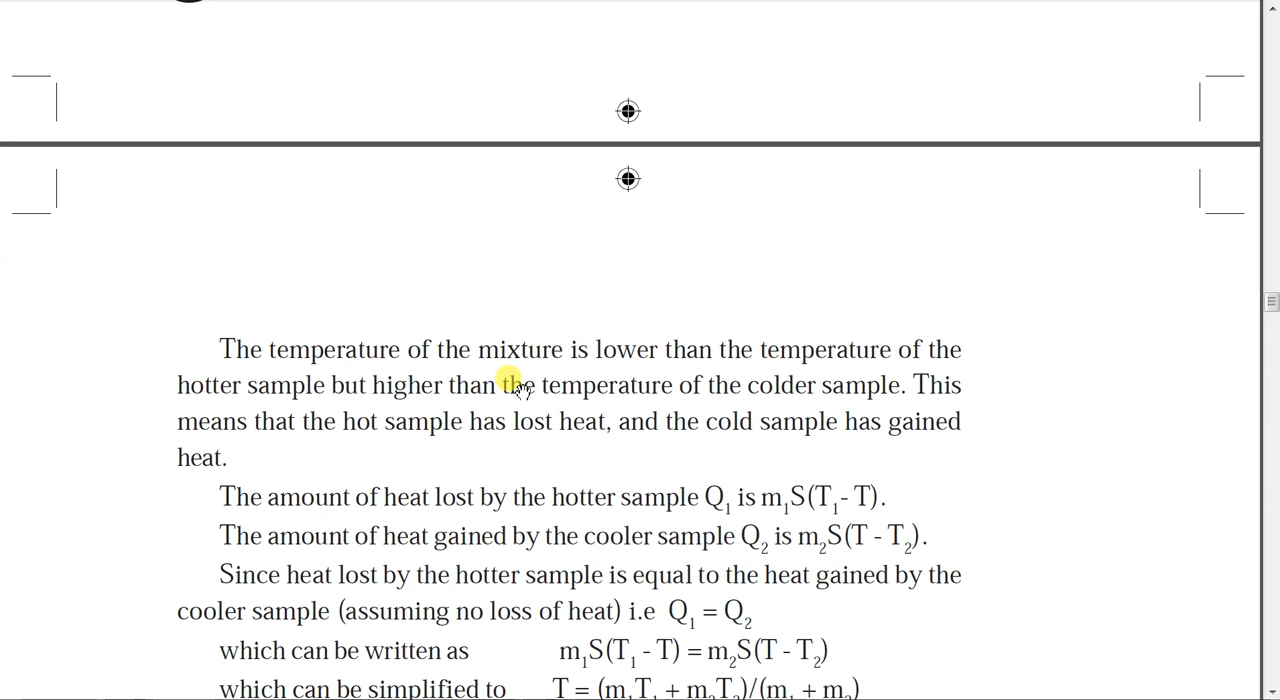 The temperature of the mixture is lower than the temperature of the
hotter sample but higher than the temperature of the colder sample. This
means that the hot sample has lost heat, and the cold sample has gained
heat.
The amount of heat lost by the hotter sample Q₁ is m₁S(T₁- T).
The amount of heat gained by the cooler sample Q₂ is m₂S(T - T₂).
Since heat lost by the hotter sample is equal to the heat gained by the
cooler sample (assuming no loss of heat) i.e Q₁ = Q₂
which can be written as m₁S(T₁ - T) = m₂S(T - T₂)
which can be simplified to T = (m₁T₁ + m₂T₂)/(m₁ + m₂)